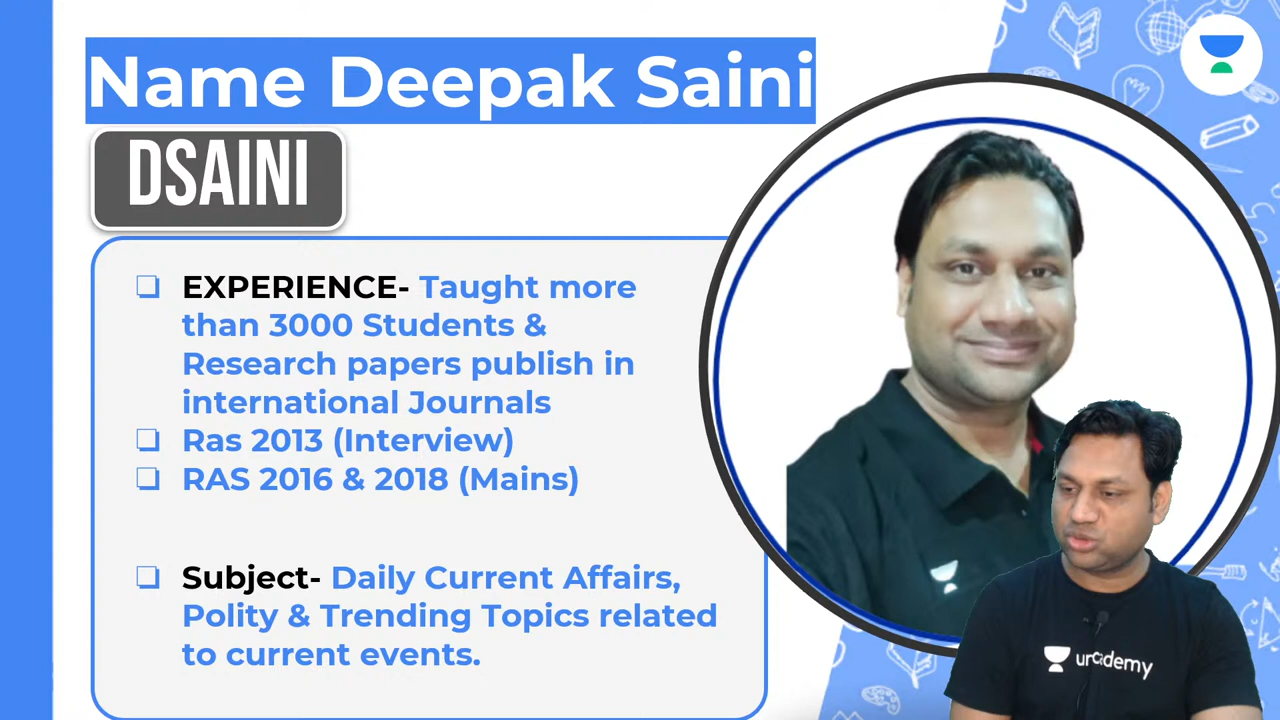 Name Deepak Saini
DSAINI
EXPERIENCE- Taught more
than 3000 Students &
Research papers publish in
international Journals
Ras 2013 (Interview)
RAS 2016 & 2018 (Mains)
Subject- Daily Current Affairs,
Polity & Trending Topics related
to current events.
unacademy